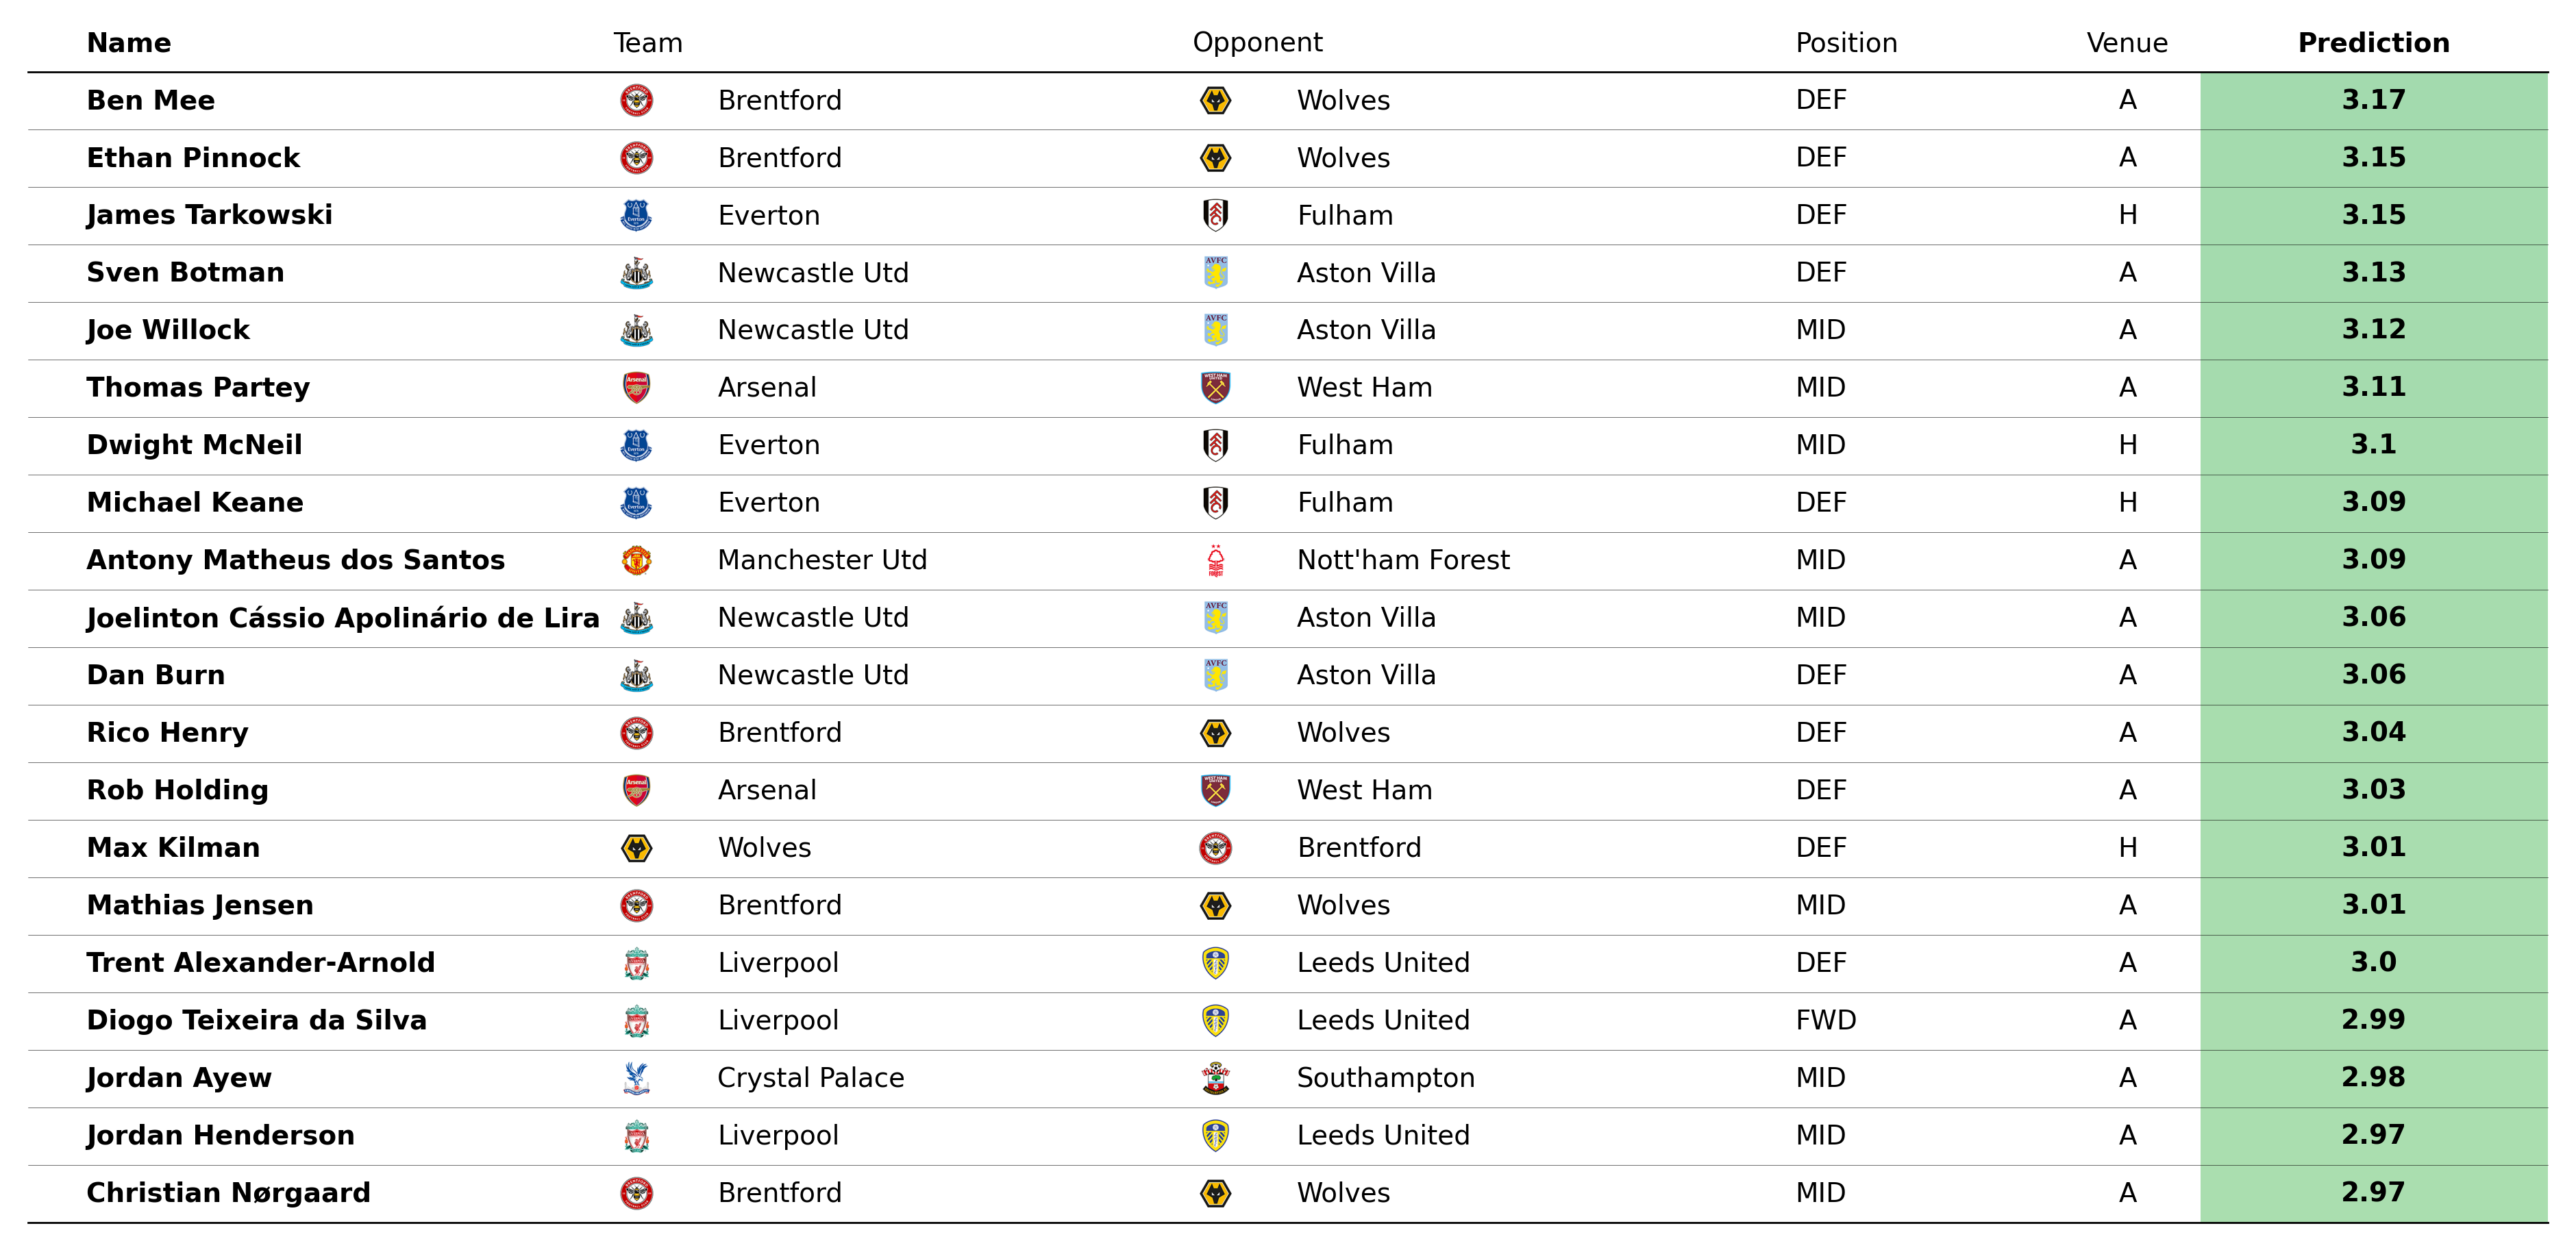 Name Team Opponent Position Venue Prediction
Ben Mee Brentford Wolves DEF A 3.17
Ethan Pinnock Brentford Wolves DEF A 3.15
James Tarkowski Everton Fulham DEF H 3.15
Sven Botman Newcastle Utd Aston Villa DEF A 3.13
Joe Willock Newcastle Utd Aston Villa MID A 3.12
Thomas Partey Arsenal West Ham MID A 3.11
Dwight McNeil Everton Fulham MID H 3.1
Michael Keane Everton Fulham DEF H 3.09
Antony Matheus dos Santos Manchester Utd Nott'ham Forest MID A 3.09
Joelinton Cássio Apolinário de Lira Newcastle Utd Aston Villa MID A 3.06
Dan Burn Newcastle Utd Aston Villa DEF A 3.06
Rico Henry Brentford Wolves DEF A 3.04
Rob Holding Arsenal West Ham DEF A 3.03
Max Kilman Wolves Brentford DEF H 3.01
Mathias Jensen Brentford Wolves MID A 3.01
Trent Alexander-Arnold Liverpool Leeds United DEF A 3.0
Diogo Teixeira da Silva Liverpool Leeds United FWD A 2.99
Jordan Ayew Crystal Palace Southampton MID A 2.98
Jordan Henderson Liverpool Leeds United MID A 2.97
Christian Nørgaard Brentford Wolves MID A 2.97